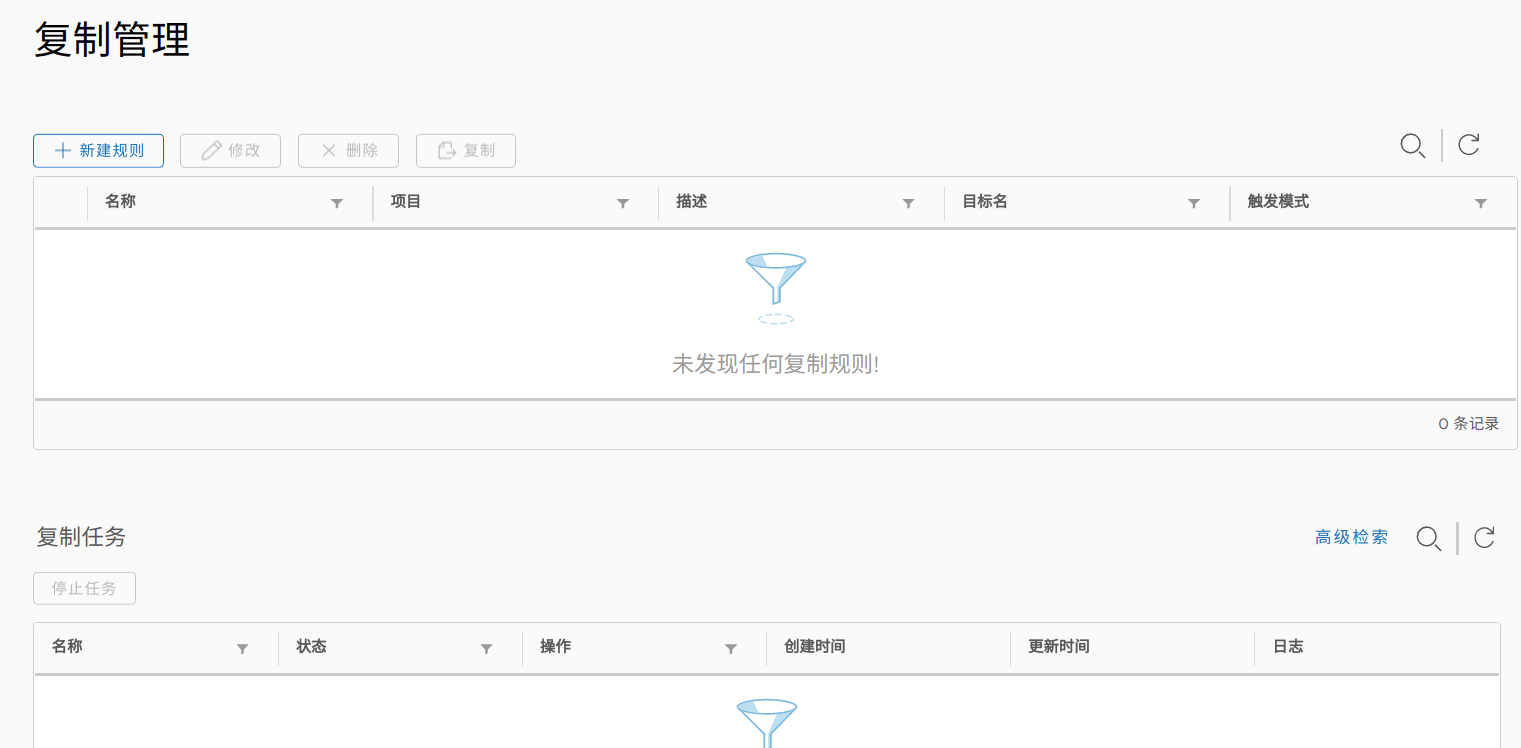 复制管理
新建规则 修改 删除 复制
名称 项目 描述 目标名 触发模式
未发现任何复制规则!
0 条记录
复制任务 高级检索
停止任务
名称 状态 操作 创建时间 更新时间 日志